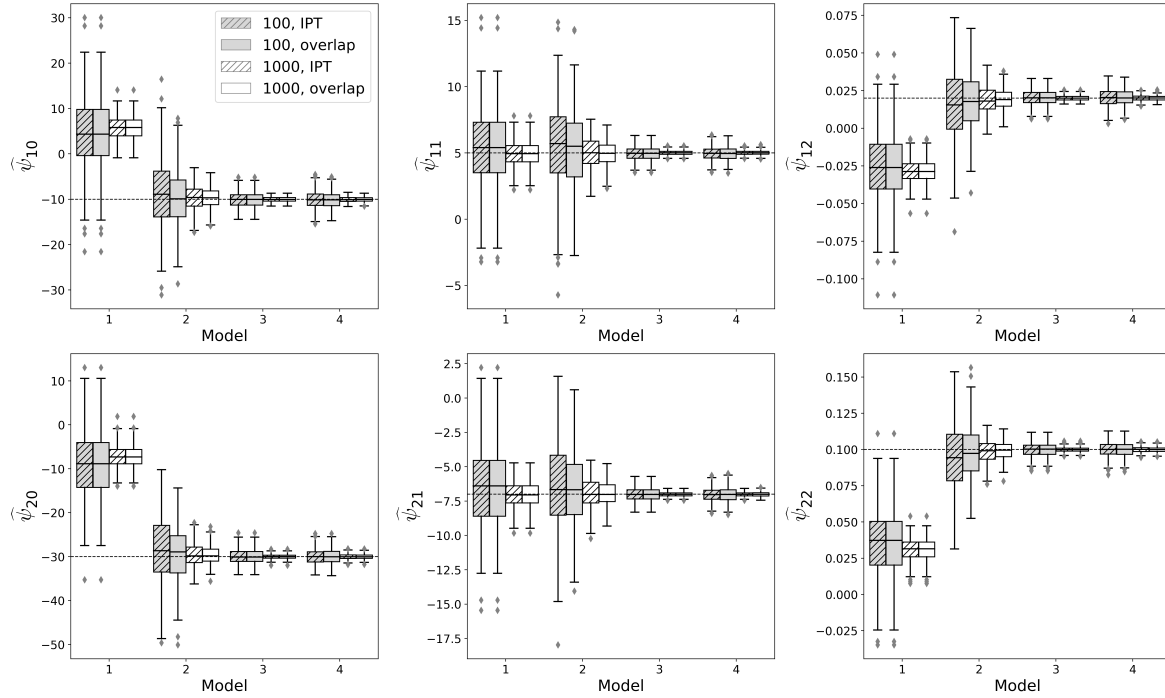 30
20
10
0
−10
−20
−30
ψ̂10
1 2 3 4
Model
100, IPT
100, overlap
1000, IPT
1000, overlap
15
10
5
0
−5
ψ̂11
1 2 3 4
Model
0.075
0.050
0.025
0.000
−0.025
−0.050
−0.075
−0.100
ψ̂12
1 2 3 4
Model
10
0
−10
−20
−30
−40
−50
ψ̂20
1 2 3 4
Model
2.5
0.0
−2.5
−5.0
−7.5
−10.0
−12.5
−15.0
−17.5
ψ̂21
1 2 3 4
Model
0.150
0.125
0.100
0.075
0.050
0.025
0.000
−0.025
ψ̂22
1 2 3 4
Model